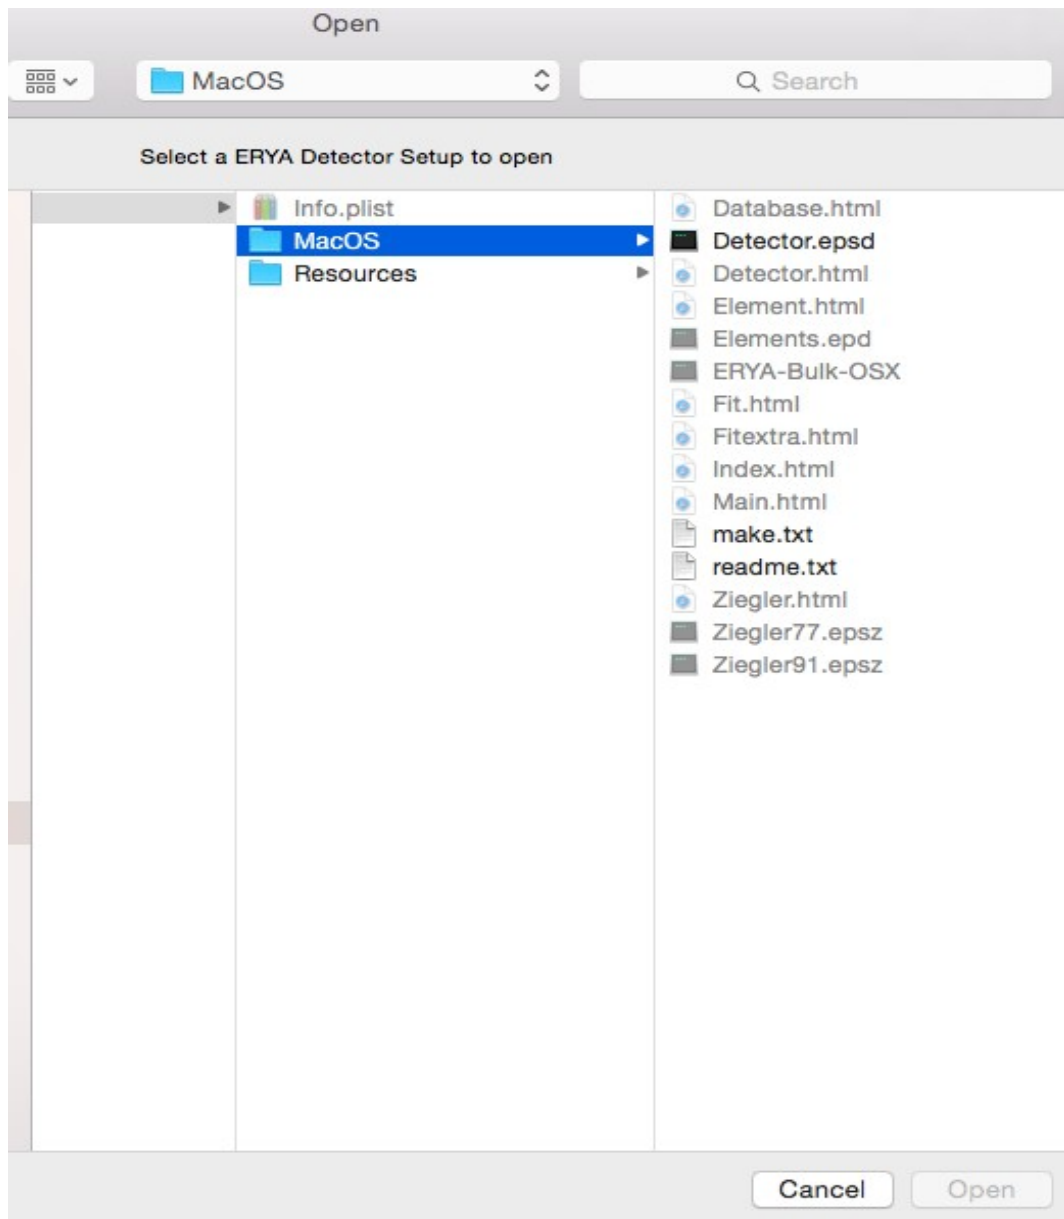 Open
MacOS
Search
Select a ERYA Detector Setup to open
Info.plist
MacOS
Resources
Database.html
Detector.epsd
Detector.html
Element.html
Elements.epd
ERYA-Bulk-OSX
Fit.html
Fitextra.html
Index.html
Main.html
make.txt
readme.txt
Ziegler.html
Ziegler77.epsz
Ziegler91.epsz
Cancel
Open